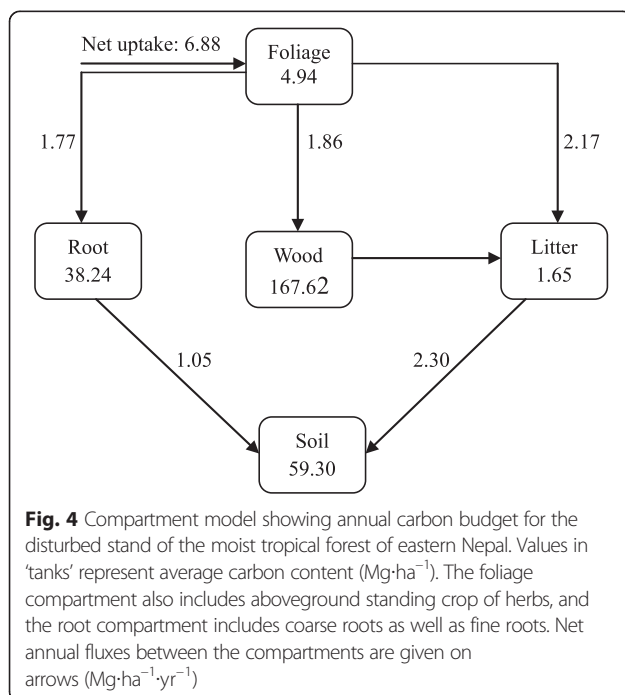 Net uptake: 6.88
Foliage
4.94
1.77
1.86
2.17
Root
38.24
Wood
167.62
Litter
1.65
1.05
2.30
Soil
59.30
Fig. 4 Compartment model showing annual carbon budget for the
disturbed stand of the moist tropical forest of eastern Nepal. Values in
‘tanks’ represent average carbon content (Mg·ha⁻¹). The foliage
compartment also includes aboveground standing crop of herbs, and
the root compartment includes coarse roots as well as fine roots. Net
annual fluxes between the compartments are given on
arrows (Mg·ha⁻¹·yr⁻¹)